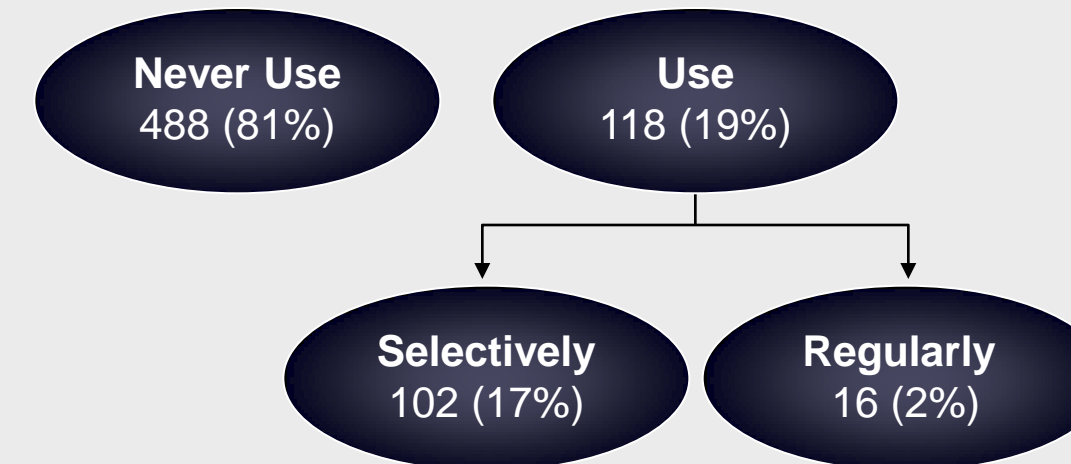 Never Use
488 (81%)
Use
118 (19%)
Selectively
102 (17%)
Regularly
16 (2%)